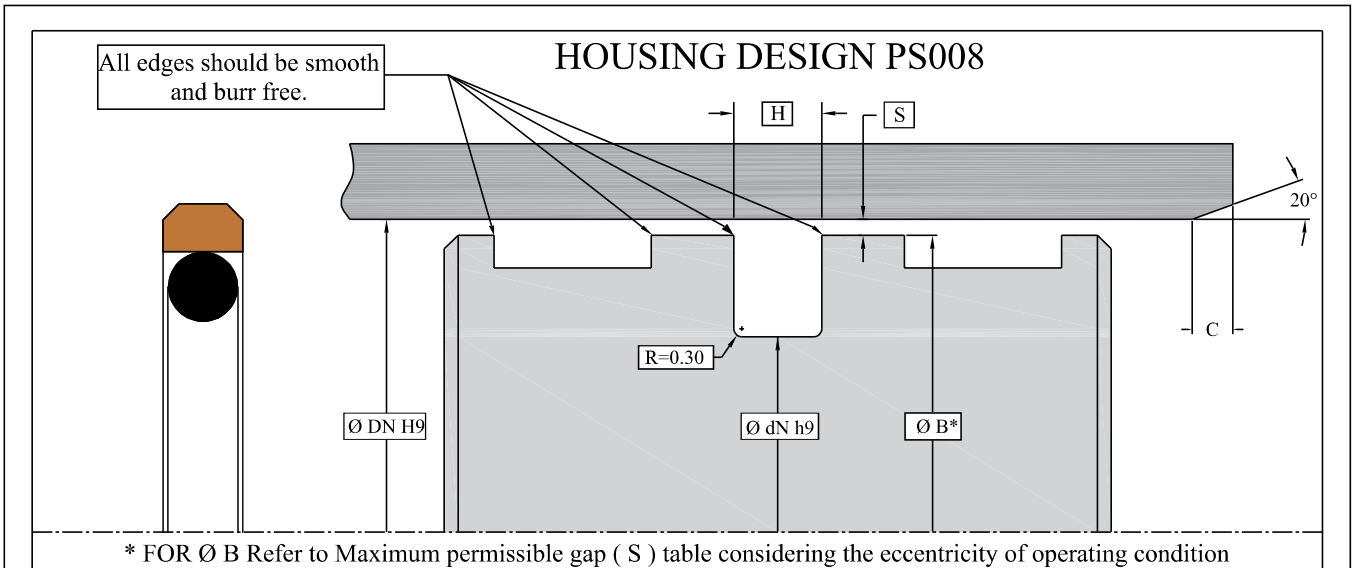 HOUSING DESIGN PS008
All edges should be smooth
and burr free.
H
S
20°
C
R=0.30
Ø DN H9
Ø dN h9
Ø B*
* FOR Ø B Refer to Maximum permissible gap ( S ) table considering the eccentricity of operating condition